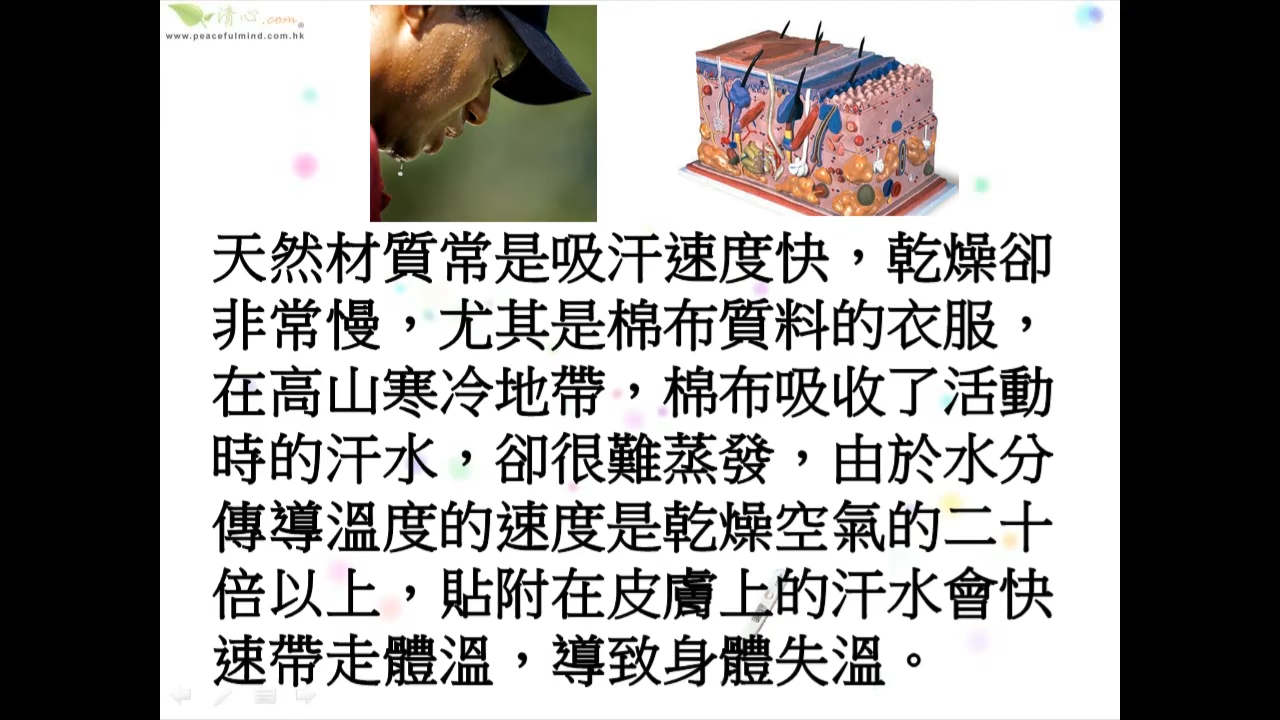 清心.com®
www.peacefulmind.com.hk
天然材質常是吸汗速度快，乾燥卻
非常慢，尤其是棉布質料的衣服，
在高山寒冷地帶，棉布吸收了活動
時的汗水，卻很難蒸發，由於水分
傳導溫度的速度是乾燥空氣的二十
倍以上，貼附在皮膚上的汗水會快
速帶走體溫，導致身體失溫。